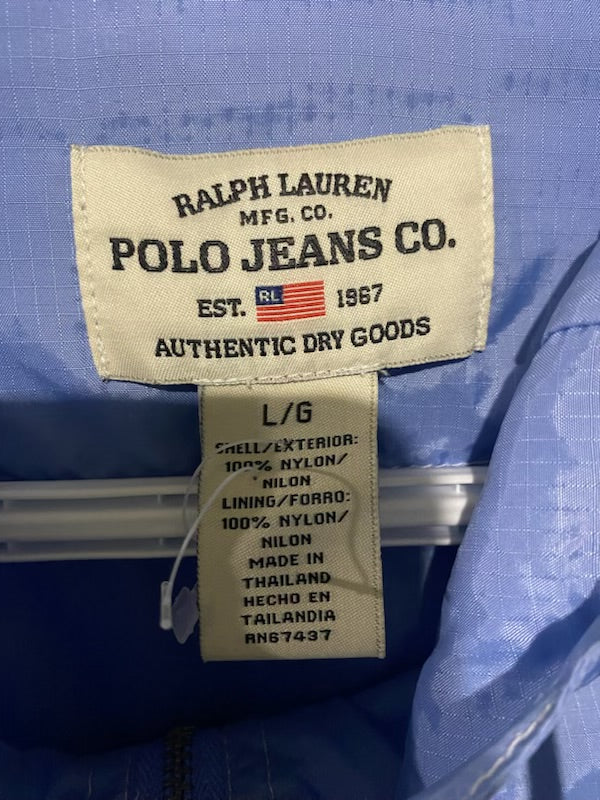 RALPH LAUREN
MFG. CO.
POLO JEANS CO.
EST. RL 1967
AUTHENTIC DRY GOODS
L/G
SHELL/EXTERIOR:
100% NYLON/
NILON
LINING/FORRO:
100% NYLON/
NILON
MADE IN
THAILAND
HECHO EN
TAILANDIA
RN67437